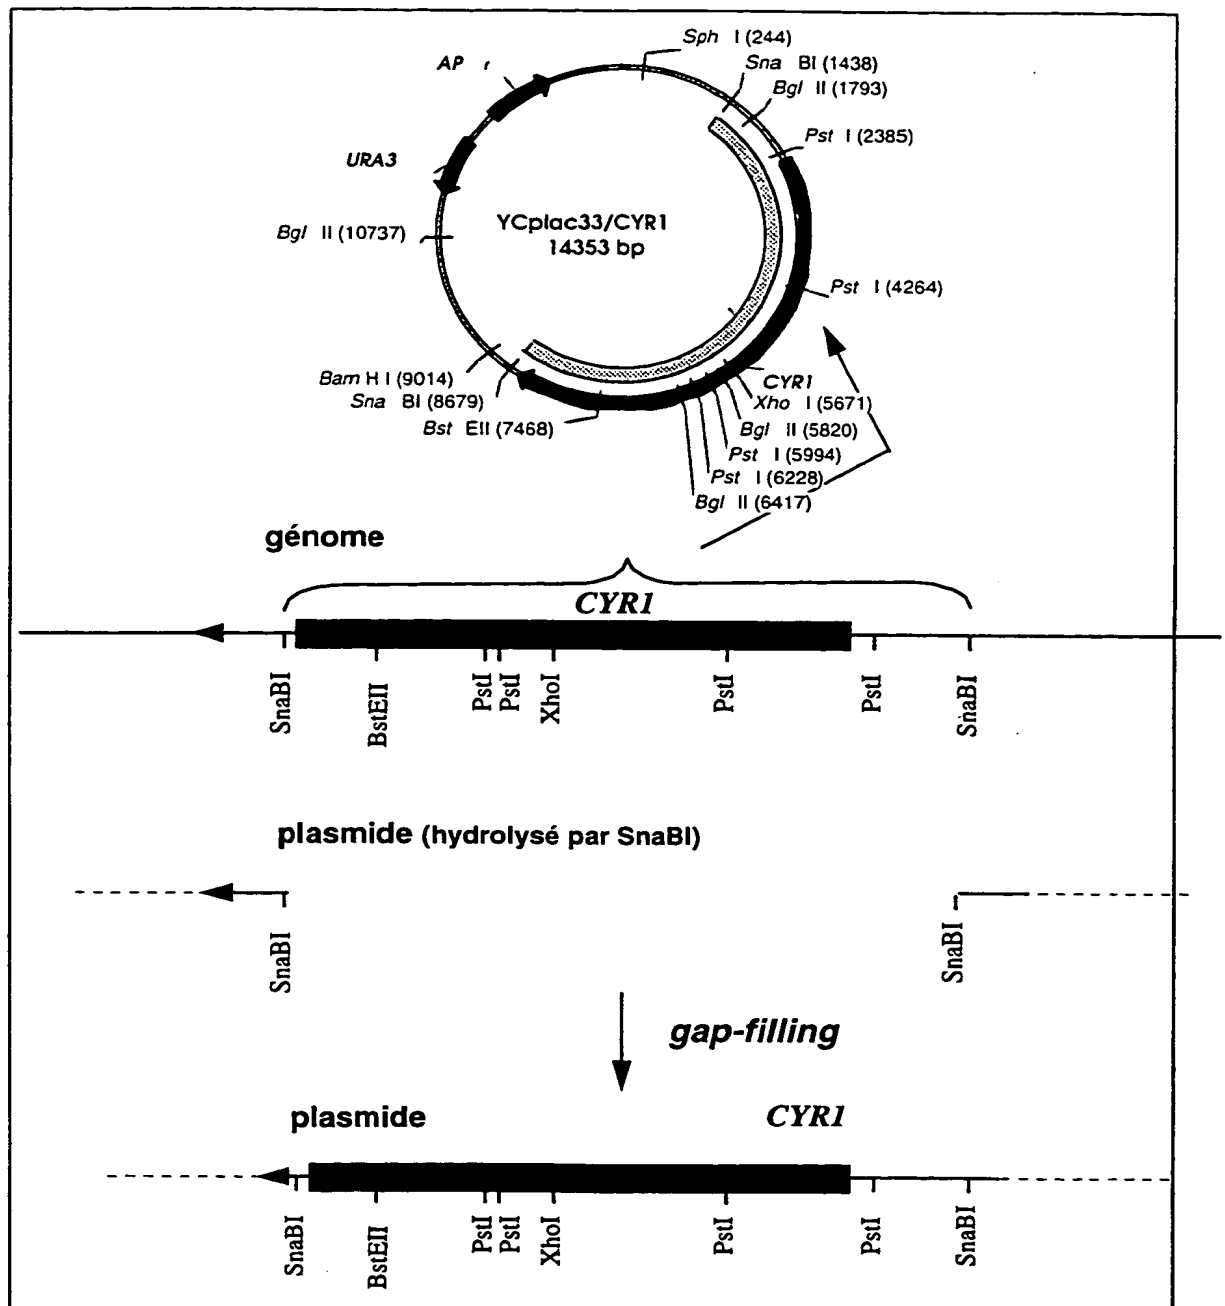 Sph I (244)
AP r
Sna BI (1438)
Bgl II (1793)
Pst I (2385)
URA3
YCplac33/CYR1
14353 bp
Bgl II (10737)
Pst I (4264)
Bam H I (9014)
CYR1
Sna BI (8679)
Xho I (5671)
Bst EII (7468)
Bgl II (5820)
Pst I (5994)
Pst I (6228)
Bgl II (6417)
génome
CYR1
SnaBI BstEII PstI PstI XhoI PstI PstI SnaBI
plasmide (hydrolysé par SnaBI)
SnaBI SnaBI
gap-filling
plasmide CYR1
SnaBI BstEII PstI PstI XhoI PstI PstI SnaBI